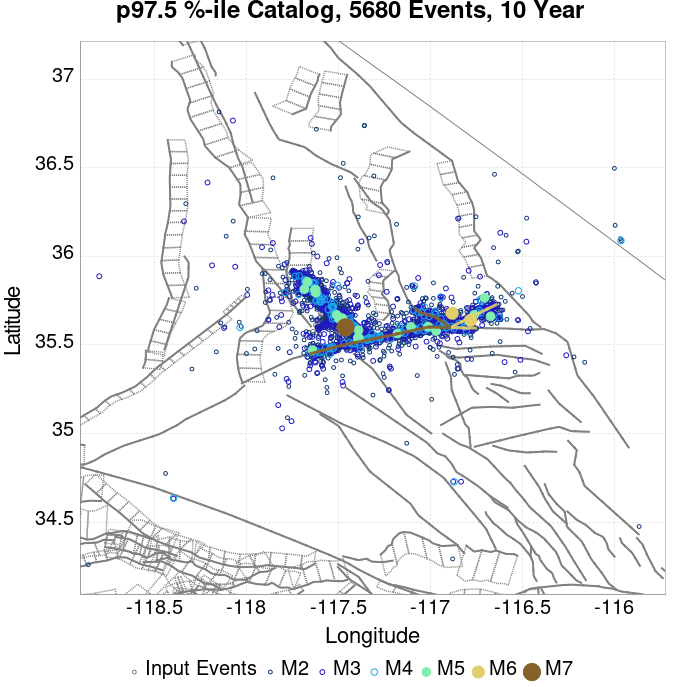 p97.5 %-ile Catalog, 5680 Events, 10 Year
37
36.5
36
35.5
35
34.5
Latitude
-118.5 -118 -117.5 -117 -116.5 -116
Longitude
Input Events M2 M3 M4 M5 M6 M7